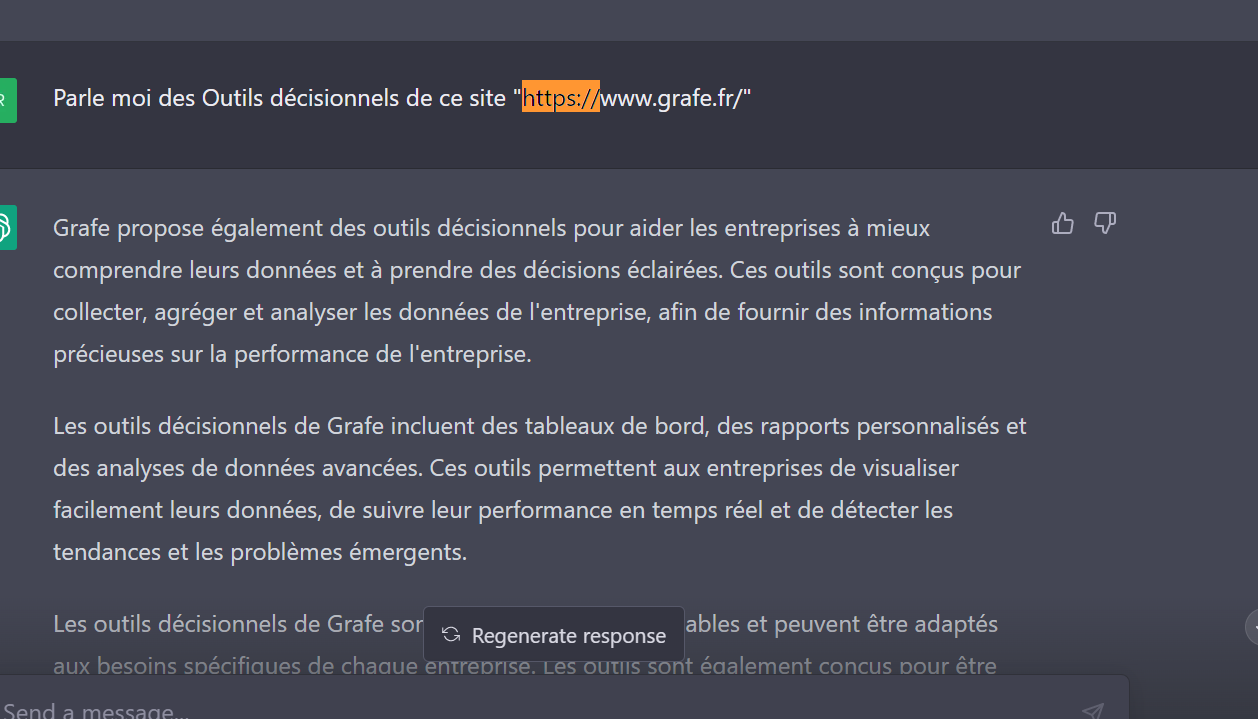 R
Parle moi des Outils décisionnels de ce site "https://www.grafe.fr/"
Grafe propose également des outils décisionnels pour aider les entreprises à mieux
comprendre leurs données et à prendre des décisions éclairées. Ces outils sont conçus pour
collecter, agréger et analyser les données de l'entreprise, afin de fournir des informations
précieuses sur la performance de l'entreprise.
Les outils décisionnels de Grafe incluent des tableaux de bord, des rapports personnalisés et
des analyses de données avancées. Ces outils permettent aux entreprises de visualiser
facilement leurs données, de suivre leur performance en temps réel et de détecter les
tendances et les problèmes émergents.
Les outils décisionnels de Grafe ables et peuvent être adaptés
Regenerate response
aux besoins spécifiques de chaque entreprise. Les outils sont également conçus pour être
Send a message...